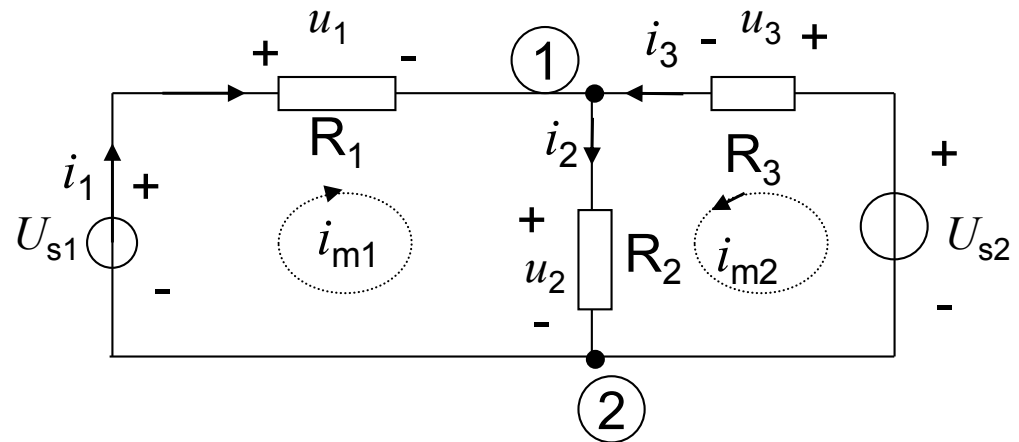 u1
+ -
1
i3 - u3 +
R1
i2
R3
+
i1
+
Us1
im1
+
u2
R2
im2
Us2
-
-
-
2